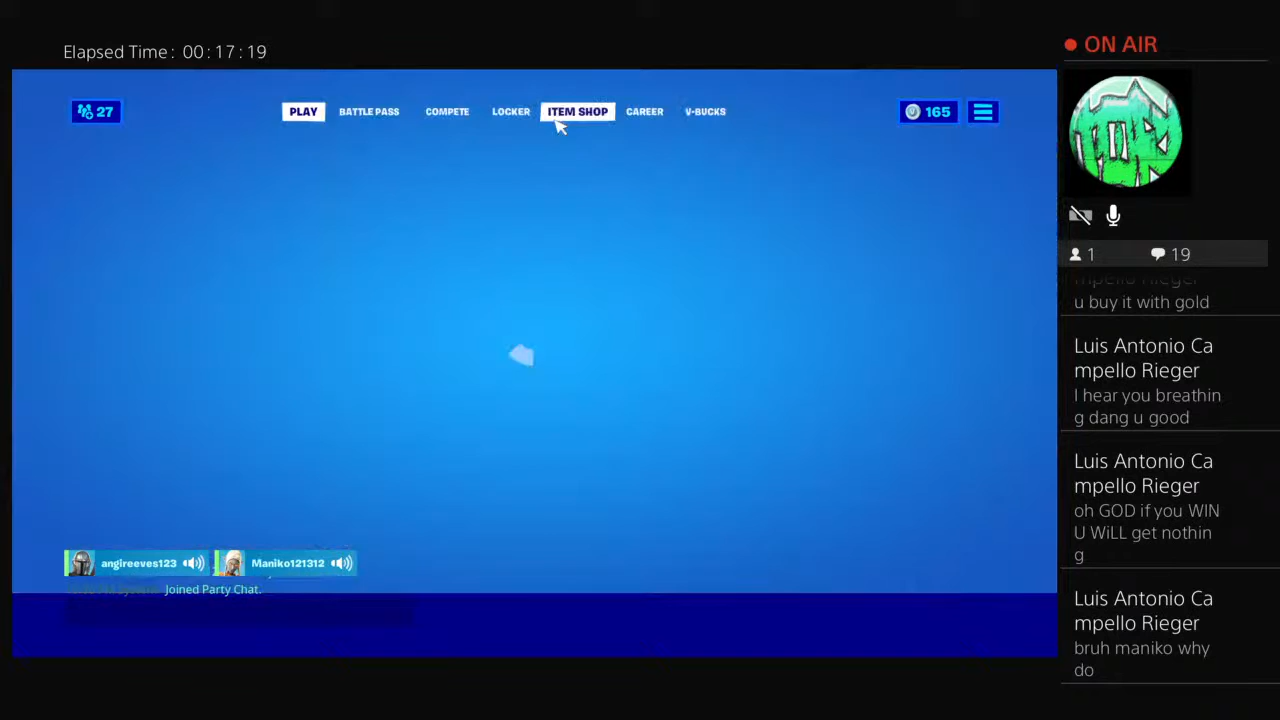 Elapsed Time: 00:17:19
ON AIR
27
PLAY
BATTLE PASS
COMPETE
LOCKER
ITEM SHOP
CAREER
V-BUCKS
165
1
19
mpello Rieger
u buy it with gold
Luis Antonio Ca
mpello Rieger
I hear you breathin
g dang u good
Luis Antonio Ca
mpello Rieger
oh GOD if you WIN
U WiLL get nothin
g
Luis Antonio Ca
mpello Rieger
bruh maniko why
do
angireeves123
Maniko121312
Joined Party Chat.